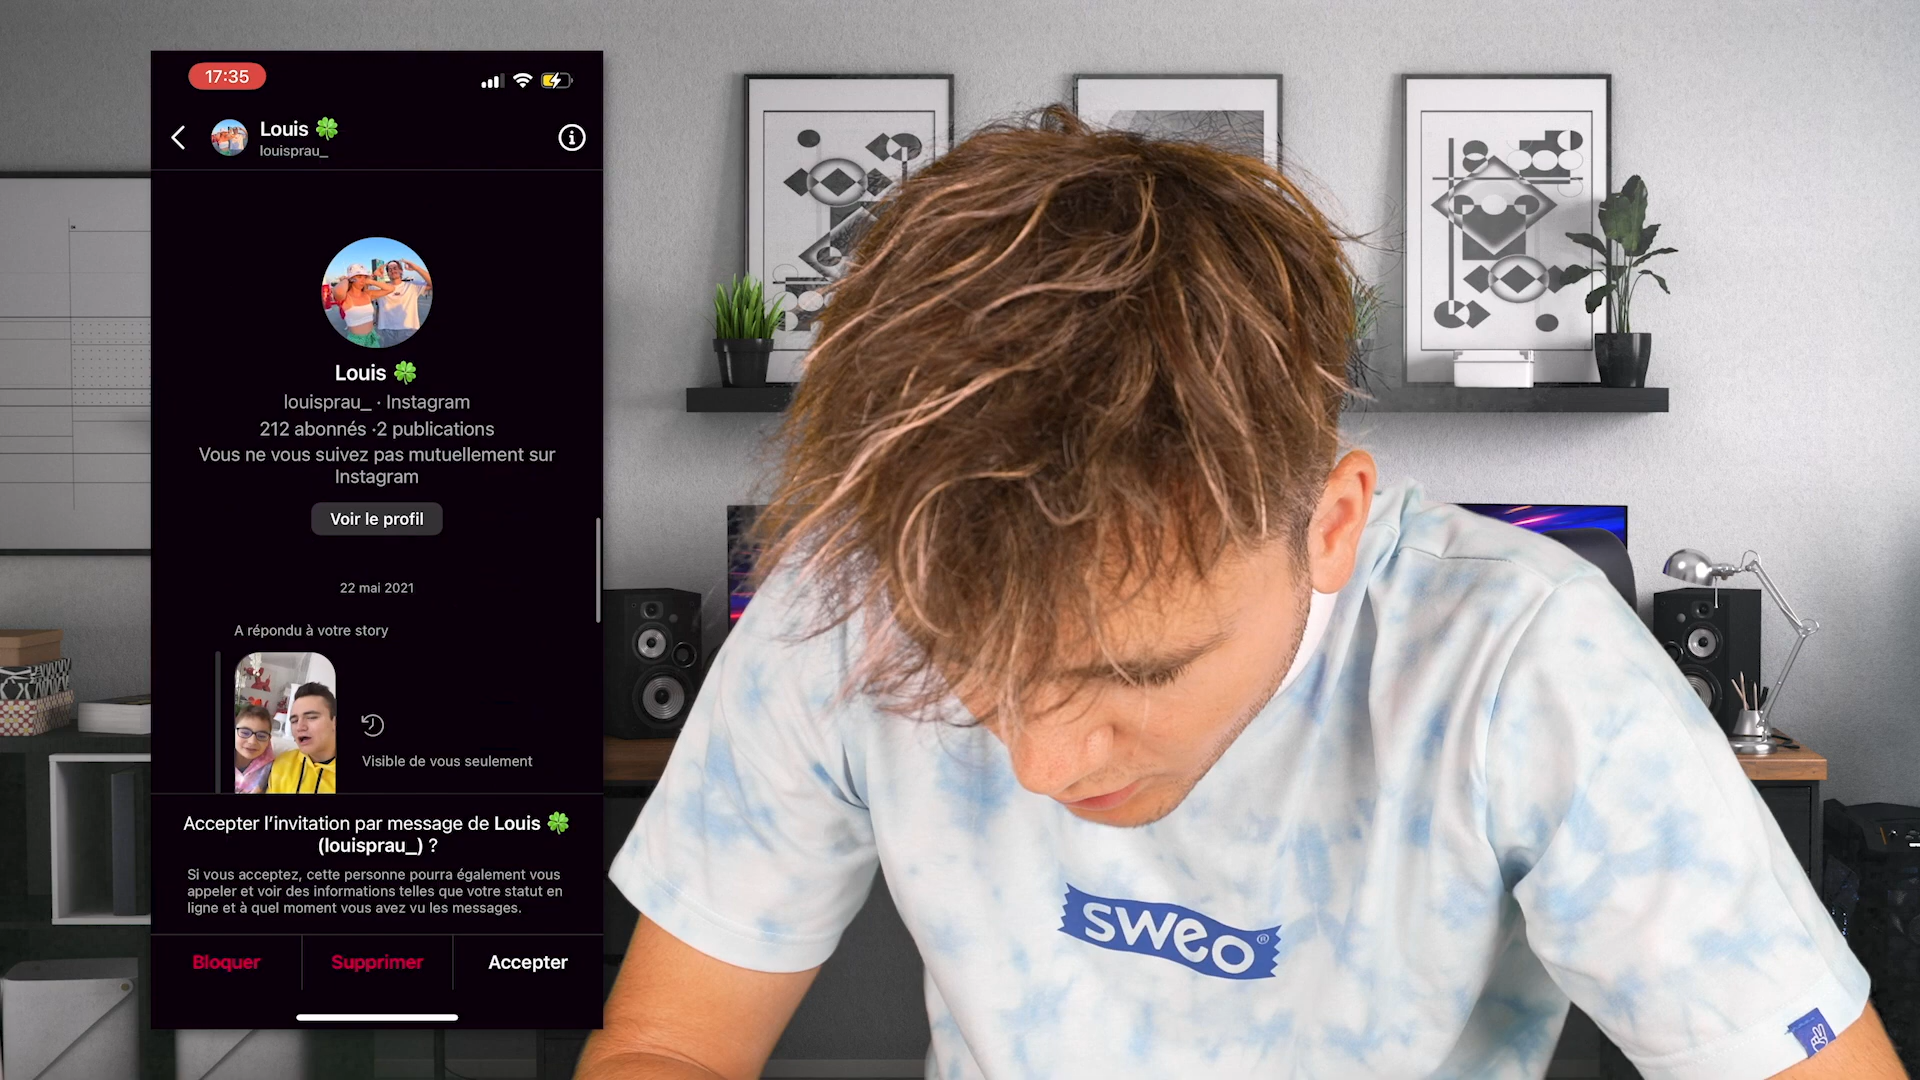 17:35
Louis 🍀
louisprau_
Louis 🍀
louisprau_ · Instagram
212 abonnés ·2 publications
Vous ne vous suivez pas mutuellement sur
Instagram
Voir le profil
22 mai 2021
A répondu à votre story
Visible de vous seulement
Accepter l’invitation par message de Louis 🍀
(louisprau_) ?
Si vous acceptez, cette personne pourra également vous
appeler et voir des informations telles que votre statut en
ligne et à quel moment vous avez vu les messages.
Bloquer
Supprimer
Accepter
sweo®